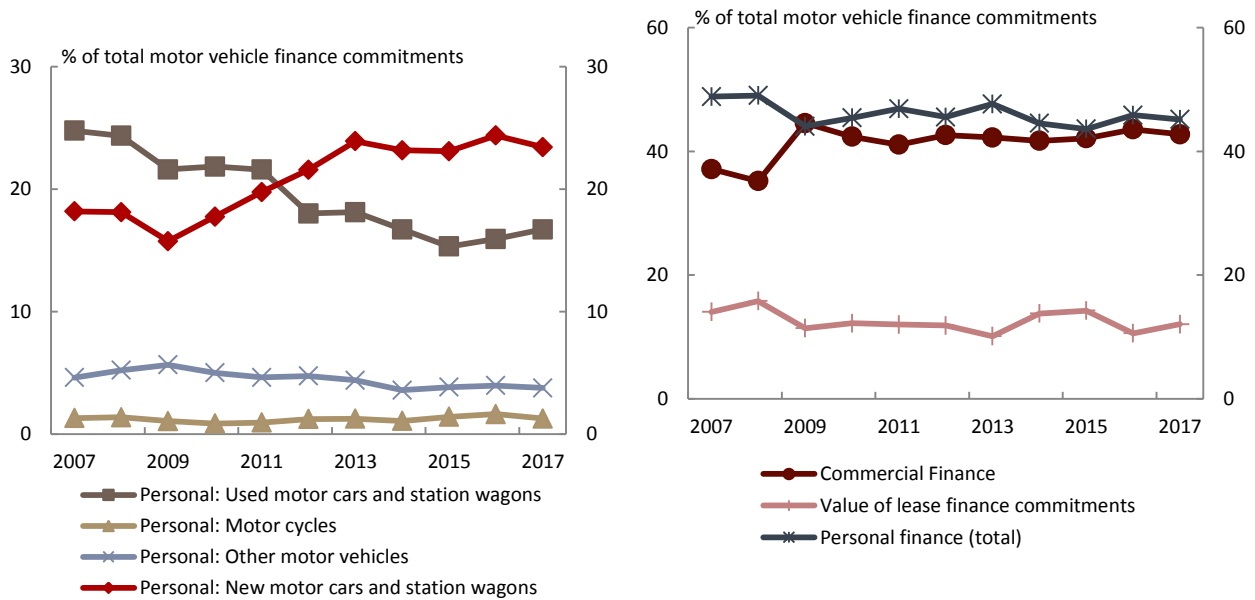 % of total motor vehicle finance commitments
30 30
20 20
10 10
0 0
2007 2009 2011 2013 2015 2017
Personal: Used motor cars and station wagons
Personal: Motor cycles
Personal: Other motor vehicles
Personal: New motor cars and station wagons
% of total motor vehicle finance commitments
60 60
40 40
20 20
0 0
2007 2009 2011 2013 2015 2017
Commercial Finance
Value of lease finance commitments
Personal finance (total)